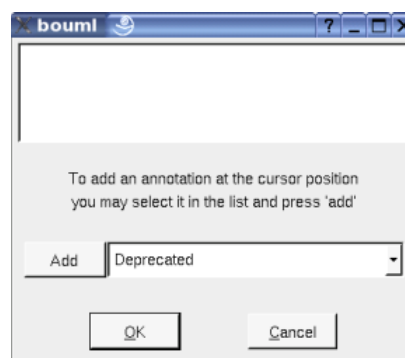 bouml
To add an annotation at the cursor position
you may select it in the list and press 'add'
Add Deprecated
OK Cancel